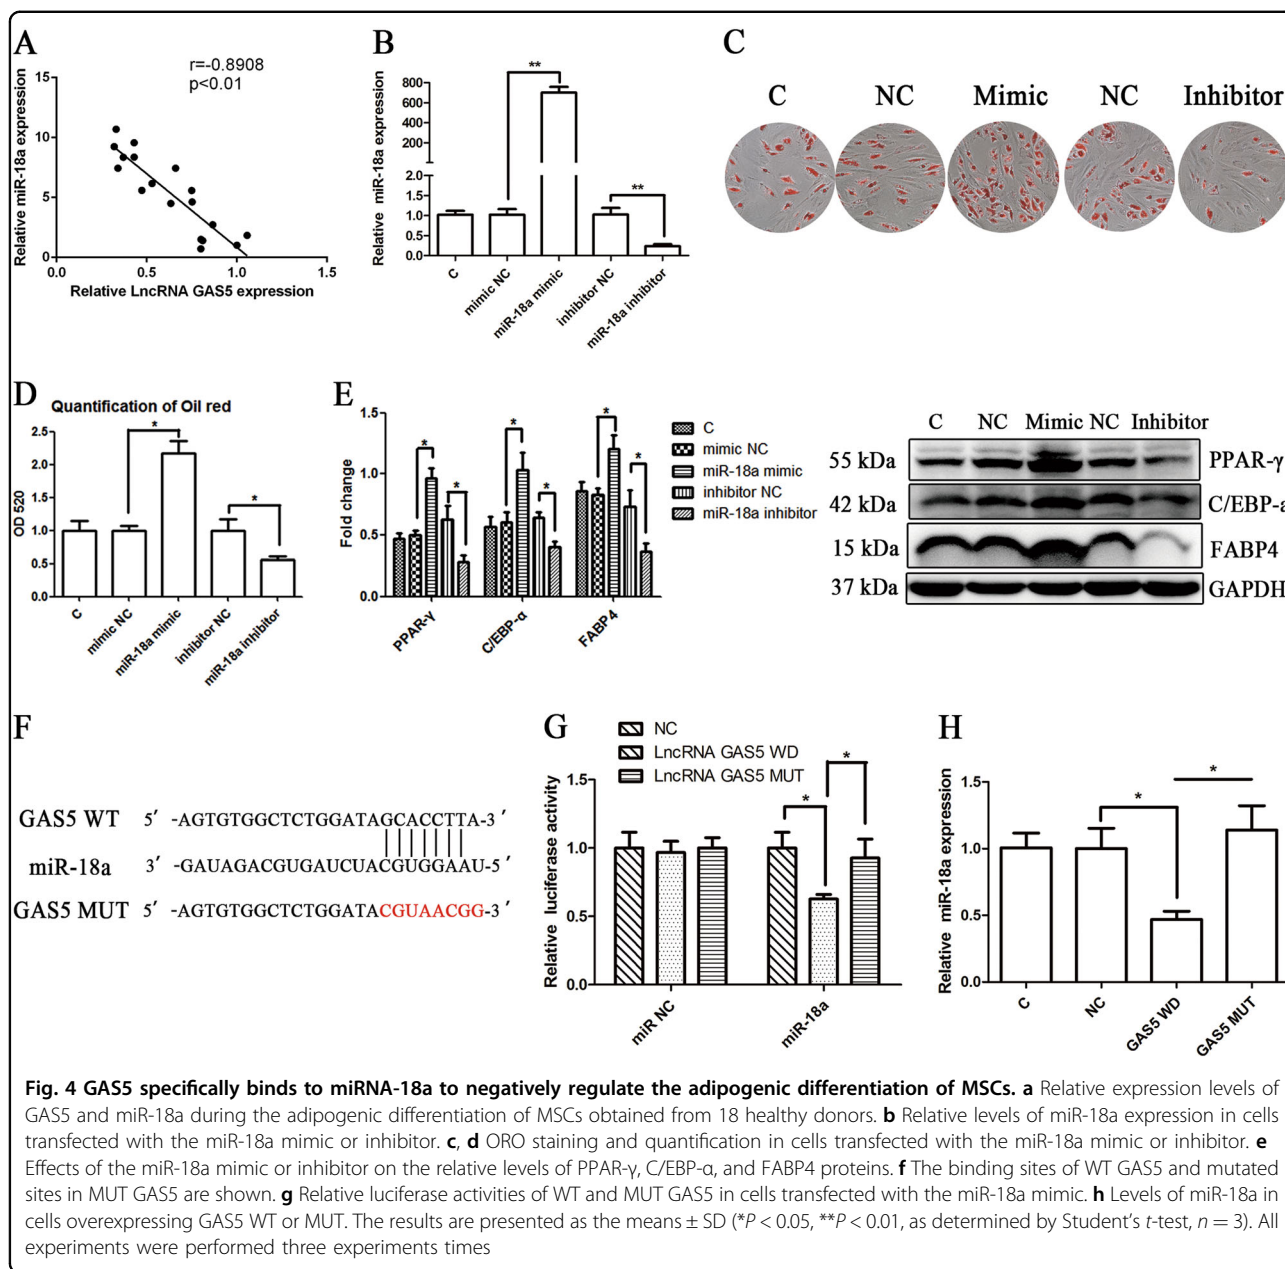 A
r=-0.8908
p<0.01
Relative miR-18a expression
15
10
5
0
0.0 0.5 1.0 1.5
Relative LncRNA GAS5 expression
B
Relative miR-18a expression
800
600
400
200
1.5
1.0
0.5
0.0
**
**
C
mimic NC
miR-18a mimic
inhibitor NC
miR-18a inhibitor
C
C NC Mimic NC Inhibitor
D
Quantification of Oil red
OD 520
2.5
2.0
1.5
1.0
0.5
0.0
*
*
C
mimic NC
miR-18a mimic
inhibitor NC
miR-18a inhibitor
E
Fold change
1.5
1.0
0.5
0.0
* * *
* * *
PPAR-γ
C/EBP-α
FABP4
C
mimic NC
miR-18a mimic
inhibitor NC
miR-18a inhibitor
C NC Mimic NC Inhibitor
55 kDa PPAR-γ
42 kDa C/EBP-a
15 kDa FABP4
37 kDa GAPDH
F
GAS5 WT 5′ -AGTGTGGCTCTGGATAGCACCTTA-3 ′
miR-18a 3′ -GAUAGACGUGAUCUACGUGGAAU-5′
GAS5 MUT 5′ -AGTGTGGCTCTGGATACGUAACGG-3 ′
G
NC
LncRNA GAS5 WD
LncRNA GAS5 MUT
Relative luciferase activity
1.5
1.0
0.5
0.0
*
*
miR NC
miR-18a
H
Relative miR-18a expression
1.5
1.0
0.5
0.0
*
*
C
NC
GAS5 WD
GAS5 MUT
Fig. 4 GAS5 specifically binds to miRNA-18a to negatively regulate the adipogenic differentiation of MSCs. a Relative expression levels of
GAS5 and miR-18a during the adipogenic differentiation of MSCs obtained from 18 healthy donors. b Relative levels of miR-18a expression in cells
transfected with the miR-18a mimic or inhibitor. c, d ORO staining and quantification in cells transfected with the miR-18a mimic or inhibitor. e
Effects of the miR-18a mimic or inhibitor on the relative levels of PPAR-γ, C/EBP-α, and FABP4 proteins. f The binding sites of WT GAS5 and mutated
sites in MUT GAS5 are shown. g Relative luciferase activities of WT and MUT GAS5 in cells transfected with the miR-18a mimic. h Levels of miR-18a in
cells overexpressing GAS5 WT or MUT. The results are presented as the means ± SD (*P < 0.05, **P < 0.01, as determined by Student's t-test, n = 3). All
experiments were performed three experiments times